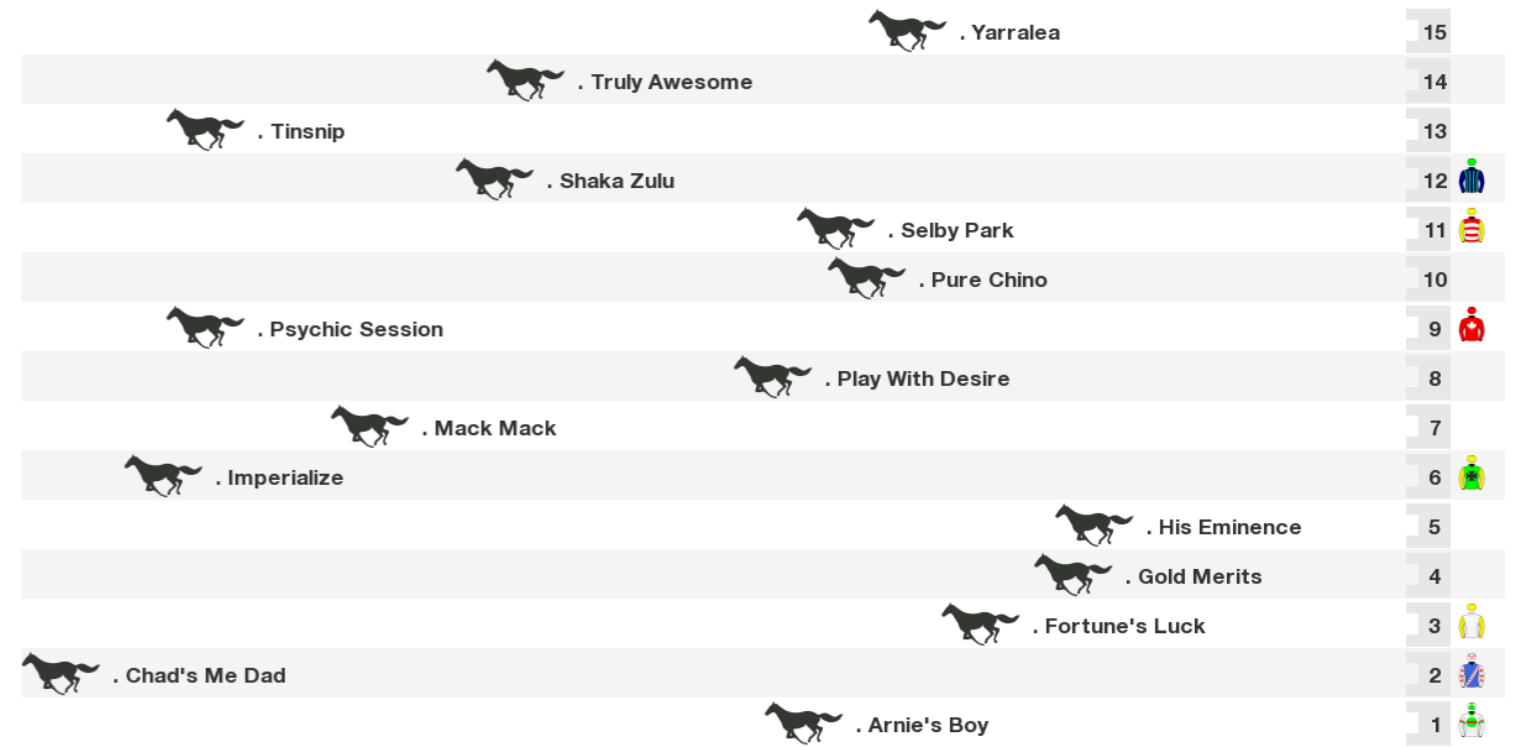 . Yarralea 15
. Truly Awesome 14
. Tinsnip 13
. Shaka Zulu 12
. Selby Park 11
. Pure Chino 10
. Psychic Session 9
. Play With Desire 8
. Mack Mack 7
. Imperialize 6
. His Eminence 5
. Gold Merits 4
. Fortune's Luck 3
. Chad's Me Dad 2
. Arnie's Boy 1